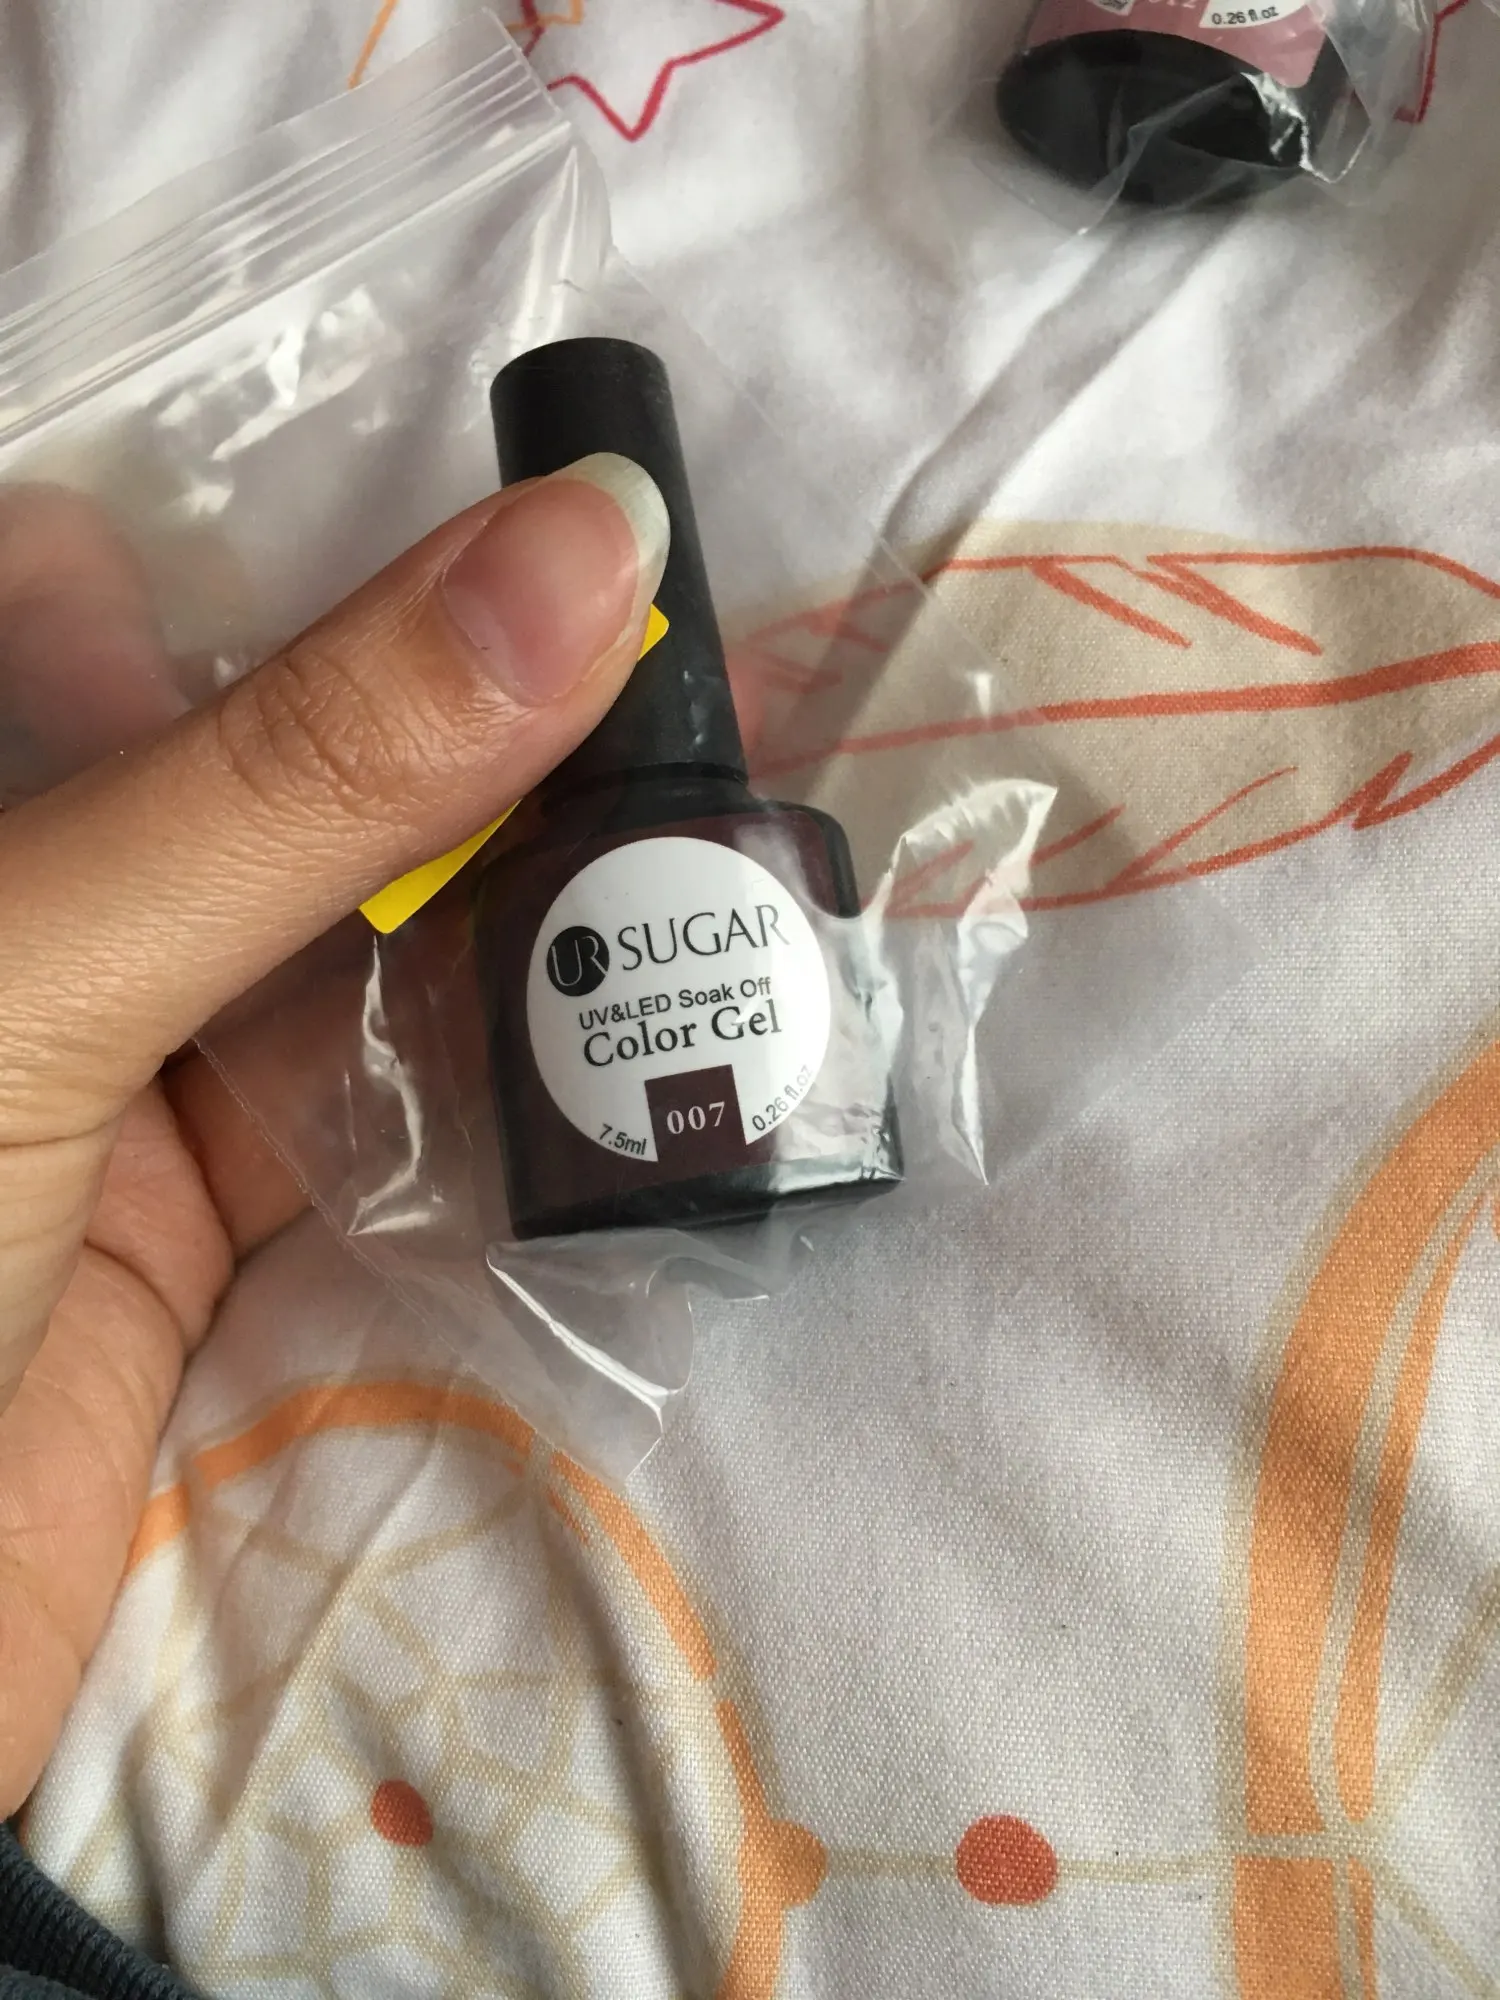 0.26 fl.oz
UR SUGAR
UV&LED Soak Off
Color Gel
007
7.5ml
0.26 fl.oz